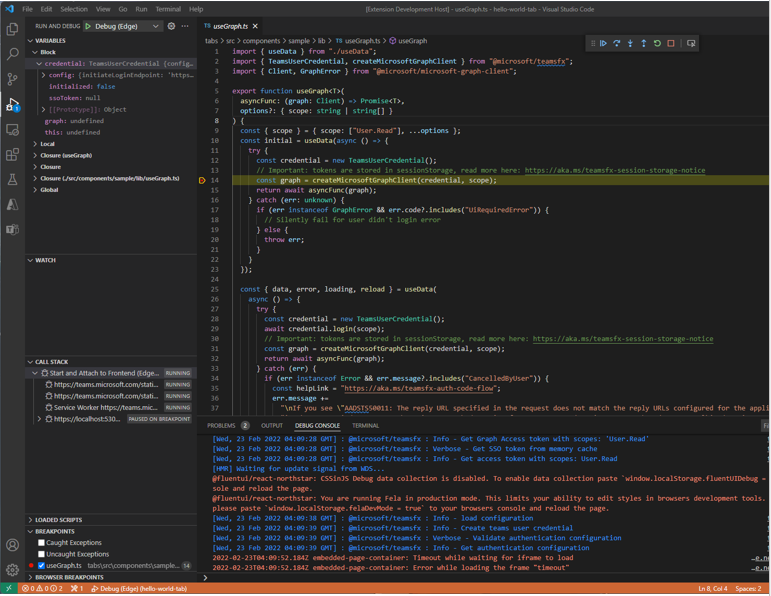 File Edit Selection View Go Run Terminal Help
[Extension Development Host] - useGraph.ts - hello-world-tab - Visual Studio Code
RUN AND DEBUG Debug (Edge)
VARIABLES
Block
credential: TeamsUserCredential {config…
config: {initiateLoginEndpoint: 'https…
initialized: false
ssoToken: null
[[Prototype]]: Object
graph: undefined
this: undefined
Local
Closure (useGraph)
Closure
Closure (./src/components/sample/lib/useGraph.ts)
Global
WATCH
CALL STACK
Start and Attach to Frontend (Edge… RUNNING
https://teams.microsoft.com/stati… RUNNING
https://teams.microsoft.com/stati… RUNNING
Service Worker https://teams.mic… RUNNING
https://localhost:530… PAUSED ON BREAKPOINT
LOADED SCRIPTS
BREAKPOINTS
Caught Exceptions
Uncaught Exceptions
useGraph.ts tabs\src\components\sample… 14
BROWSER BREAKPOINTS
TS useGraph.ts
tabs > src > components > sample > lib > TS useGraph.ts > useGraph
1 import { useData } from "./useData";
2 import { TeamsUserCredential, createMicrosoftGraphClient } from "@microsoft/teamsfx";
3 import { Client, GraphError } from "@microsoft/microsoft-graph-client";
4
5 export function useGraph<T>(
6 asyncFunc: (graph: Client) => Promise<T>,
7 options?: { scope: string | string[] }
8 ) {
9 const { scope } = { scope: ["User.Read"], ...options };
10 const initial = useData(async () => {
11 try {
12 const credential = new TeamsUserCredential();
13 // Important: tokens are stored in sessionStorage, read more here: https://aka.ms/teamsfx-session-storage-notice
14 const graph = createMicrosoftGraphClient(credential, scope);
15 return await asyncFunc(graph);
16 } catch (err: unknown) {
17 if (err instanceof GraphError && err.code?.includes("UiRequiredError")) {
18 // Silently fail for user didn't login error
19 } else {
20 throw err;
21 }
22 }
23 });
24
25 const { data, error, loading, reload } = useData(
26 async () => {
27 try {
28 const credential = new TeamsUserCredential();
29 await credential.login(scope);
30 // Important: tokens are stored in sessionStorage, read more here: https://aka.ms/teamsfx-session-storage-notice
31 const graph = createMicrosoftGraphClient(credential, scope);
32 return await asyncFunc(graph);
33 } catch (err) {
34 if (err instanceof Error && err.message?.includes("CancelledByUser")) {
35 const helpLink = "https://aka.ms/teamsfx-auth-code-flow";
36 err.message +=
37 "\nIf you see \"AADSTS50011: The reply URL specified in the request does not match the reply URLs configured for the appli
PROBLEMS 2 OUTPUT DEBUG CONSOLE TERMINAL
[Wed, 23 Feb 2022 04:09:28 GMT] : @microsoft/teamsfx : Info - Get Graph Access token with scopes: 'User.Read'
[Wed, 23 Feb 2022 04:09:28 GMT] : @microsoft/teamsfx : Verbose - Get SSO token from memory cache
[Wed, 23 Feb 2022 04:09:28 GMT] : @microsoft/teamsfx : Info - Get access token with scopes: User.Read
[HMR] Waiting for update signal from WDS...
@fluentui/react-northstar: CSSinJS Debug data collection is disabled. To enable data collection paste `window.localStorage.fluentUIDebug =
sole and reload the page.
@fluentui/react-northstar: You are running Fela in production mode. This limits your ability to edit styles in browsers development tools.
please paste `window.localStorage.felaDevMode = true` to your browsers console and reload the page.
[Wed, 23 Feb 2022 04:09:38 GMT] : @microsoft/teamsfx : Info - load configuration
[Wed, 23 Feb 2022 04:09:39 GMT] : @microsoft/teamsfx : Info - Create teams user credential
[Wed, 23 Feb 2022 04:09:39 GMT] : @microsoft/teamsfx : Verbose - Validate authentication configuration
[Wed, 23 Feb 2022 04:09:39 GMT] : @microsoft/teamsfx : Info - Get authentication configuration
2022-02-23T04:09:52.184Z embedded-page-container: Timeout while waiting for iframe to load …e.ne
2022-02-23T04:09:52.184Z embedded-page-container: Error while loading the frame "timeout" …e.ne
0 0 2 1 Debug (Edge) (hello-world-tab) Ln 8, Col 4 Spaces: 2